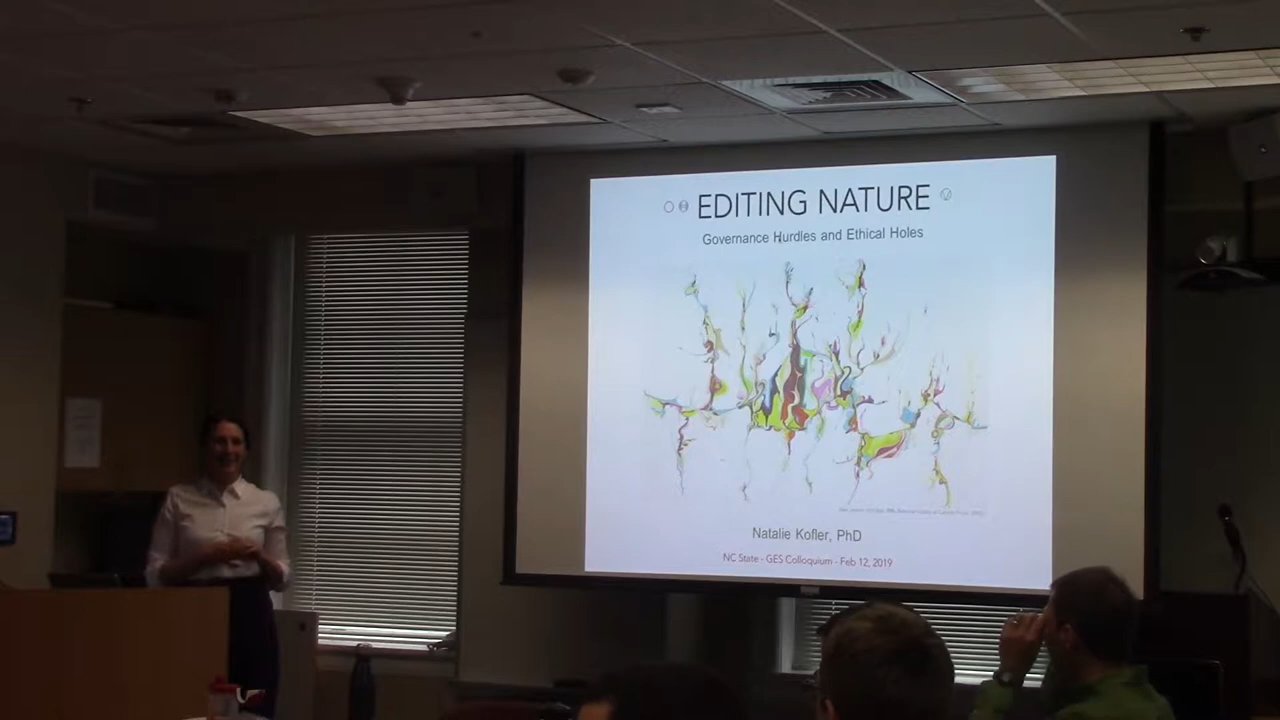 EDITING NATURE
Governance Hurdles and Ethical Holes
Natalie Kofler, PhD
NC State - GES Colloquium - Feb 12, 2019